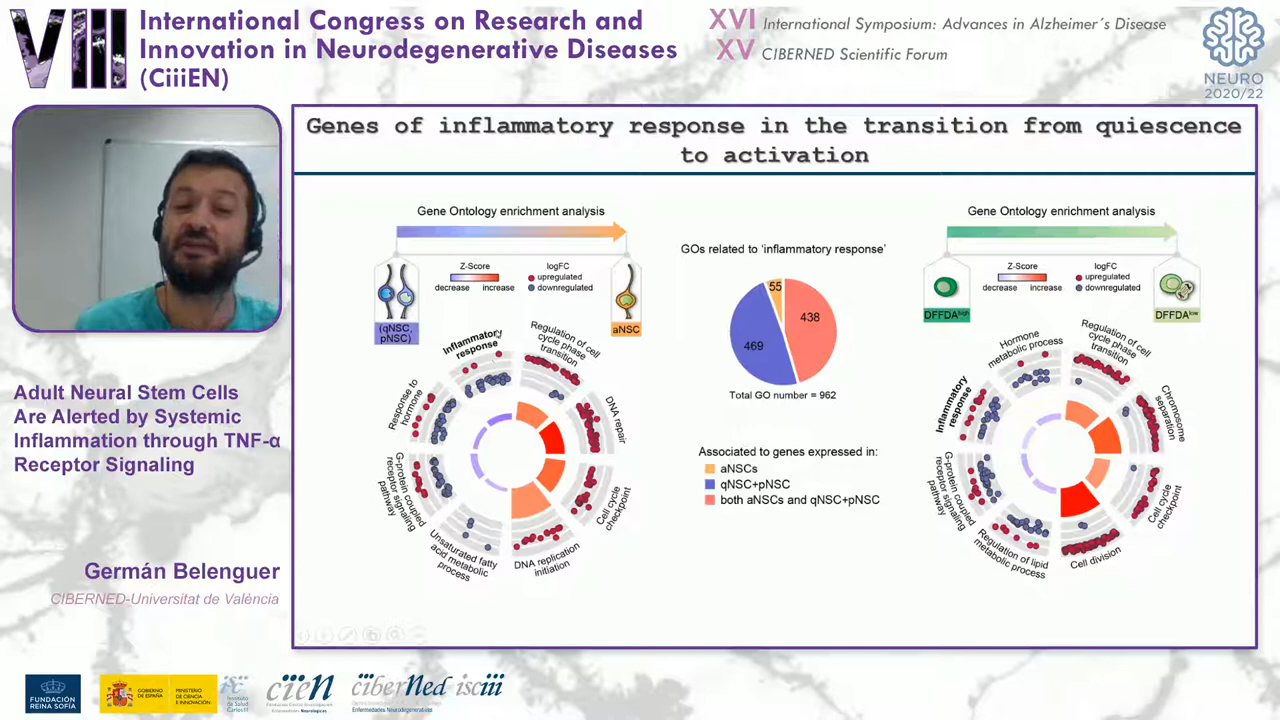 VIII
International Congress on Research and
Innovation in Neurodegenerative Diseases
(CiiiEN)
XVI International Symposium: Advances in Alzheimer´s Disease
XV CIBERNED Scientific Forum
NEURO
2020/22
Adult Neural Stem Cells
Are Alerted by Systemic
Inflammation through TNF-α
Receptor Signaling
Germán Belenguer
CIBERNED-Universitat de València
Genes of inflammatory response in the transition from quiescence
to activation
Gene Ontology enrichment analysis
Z-Score
decrease increase
logFC
upregulated
downregulated
(qNSC,
pNSC)
aNSC
Inflammatory
response
Regulation of cell
cycle phase
transition
DNA repair
Cell cycle
checkpoint
DNA replication
initiation
Unsaturated fatty
acid metabolic
process
G-protein coupled
receptor signaling
pathway
Response to
hormone
GOs related to 'inflammatory response'
55
438
469
Total GO number = 962
Associated to genes expressed in:
aNSCs
qNSC+pNSC
both aNSCs and qNSC+pNSC
Gene Ontology enrichment analysis
Z-Score
decrease increase
logFC
upregulated
downregulated
DFFDAhigh
DFFDAlow
Hormone
metabolic process
Regulation of cell
cycle phase
transition
Chromosome
separation
Cell cycle
checkpoint
Cell division
Regulation of lipid
metabolic process
G-protein coupled
receptor signaling
pathway
Inflammatory
response
FUNDACIÓN
REINA SOFÍA
GOBIERNO
DE ESPAÑA
MINISTERIO
DE CIENCIA
E INNOVACIÓN
Instituto
de Salud
Carlos III
cien
ciberned isciii
Enfermedades Neurodegenerativas